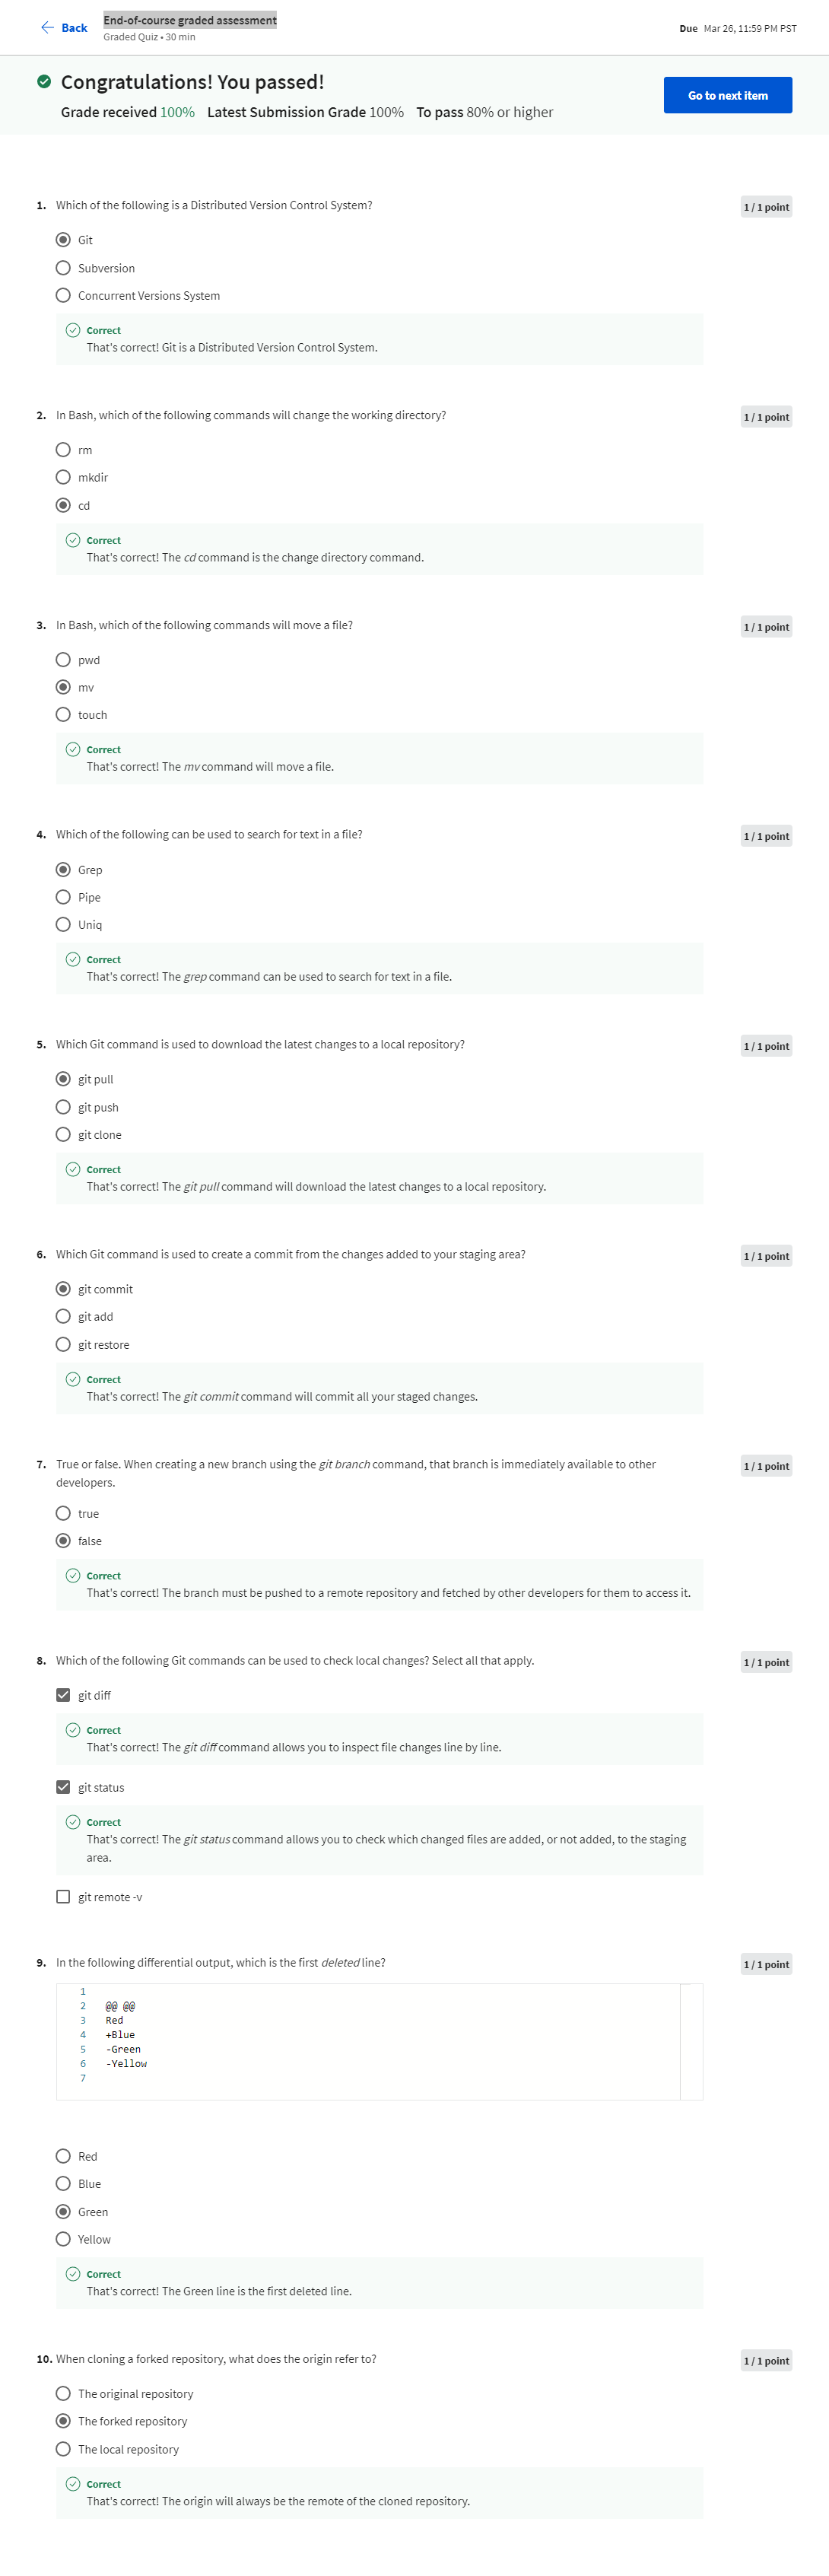 Back
End-of-course graded assessment
Graded Quiz • 30 min
Due Mar 26, 11:59 PM PST
Congratulations! You passed!
Grade received 100% Latest Submission Grade 100% To pass 80% or higher
Go to next item
1. Which of the following is a Distributed Version Control System?
1 / 1 point
Git
Subversion
Concurrent Versions System
Correct
That's correct! Git is a Distributed Version Control System.
2. In Bash, which of the following commands will change the working directory?
1 / 1 point
rm
mkdir
cd
Correct
That's correct! The cd command is the change directory command.
3. In Bash, which of the following commands will move a file?
1 / 1 point
pwd
mv
touch
Correct
That's correct! The mv command will move a file.
4. Which of the following can be used to search for text in a file?
1 / 1 point
Grep
Pipe
Uniq
Correct
That's correct! The grep command can be used to search for text in a file.
5. Which Git command is used to download the latest changes to a local repository?
1 / 1 point
git pull
git push
git clone
Correct
That's correct! The git pull command will download the latest changes to a local repository.
6. Which Git command is used to create a commit from the changes added to your staging area?
1 / 1 point
git commit
git add
git restore
Correct
That's correct! The git commit command will commit all your staged changes.
7. True or false. When creating a new branch using the git branch command, that branch is immediately available to other
developers.
1 / 1 point
true
false
Correct
That's correct! The branch must be pushed to a remote repository and fetched by other developers for them to access it.
8. Which of the following Git commands can be used to check local changes? Select all that apply.
1 / 1 point
git diff
Correct
That's correct! The git diff command allows you to inspect file changes line by line.
git status
Correct
That's correct! The git status command allows you to check which changed files are added, or not added, to the staging
area.
git remote -v
9. In the following differential output, which is the first deleted line?
1 / 1 point
1
2 @@ @@
3 Red
4 +Blue
5 -Green
6 -Yellow
7
Red
Blue
Green
Yellow
Correct
That's correct! The Green line is the first deleted line.
10. When cloning a forked repository, what does the origin refer to?
1 / 1 point
The original repository
The forked repository
The local repository
Correct
That's correct! The origin will always be the remote of the cloned repository.